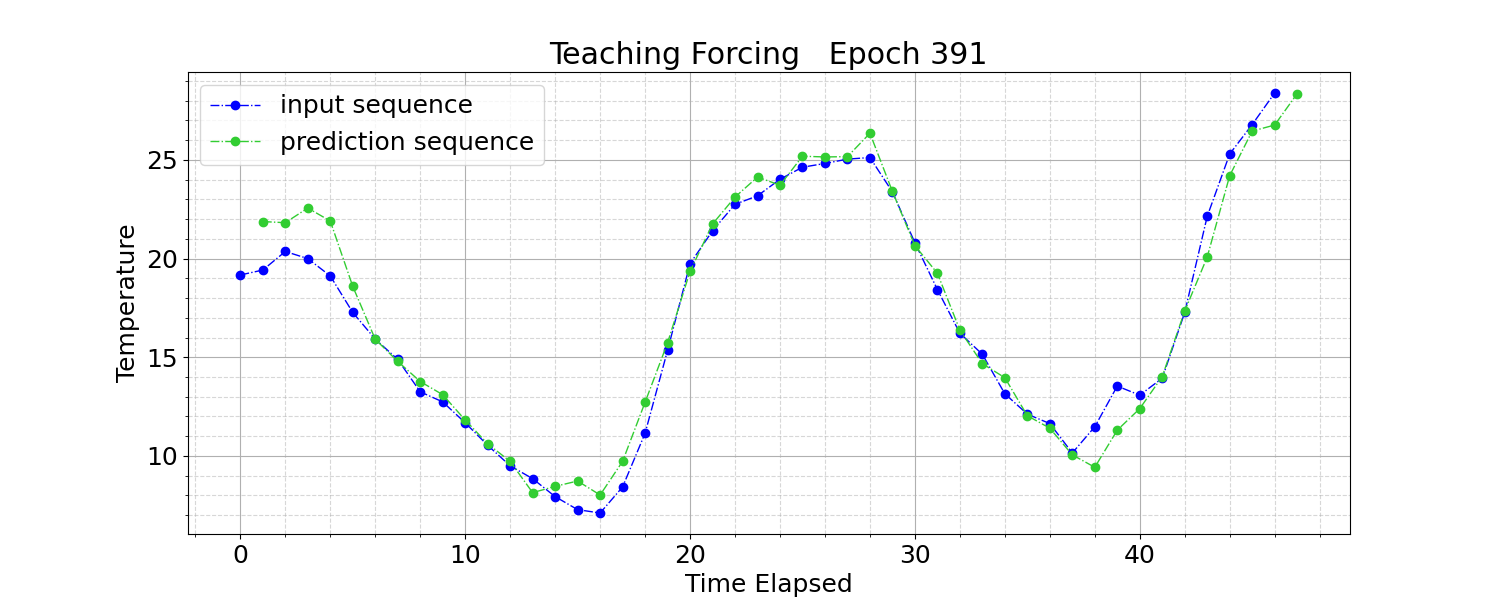 Teaching Forcing   Epoch 391
input sequence
prediction sequence
Temperature
25
20
15
10
0 10 20 30 40
Time Elapsed